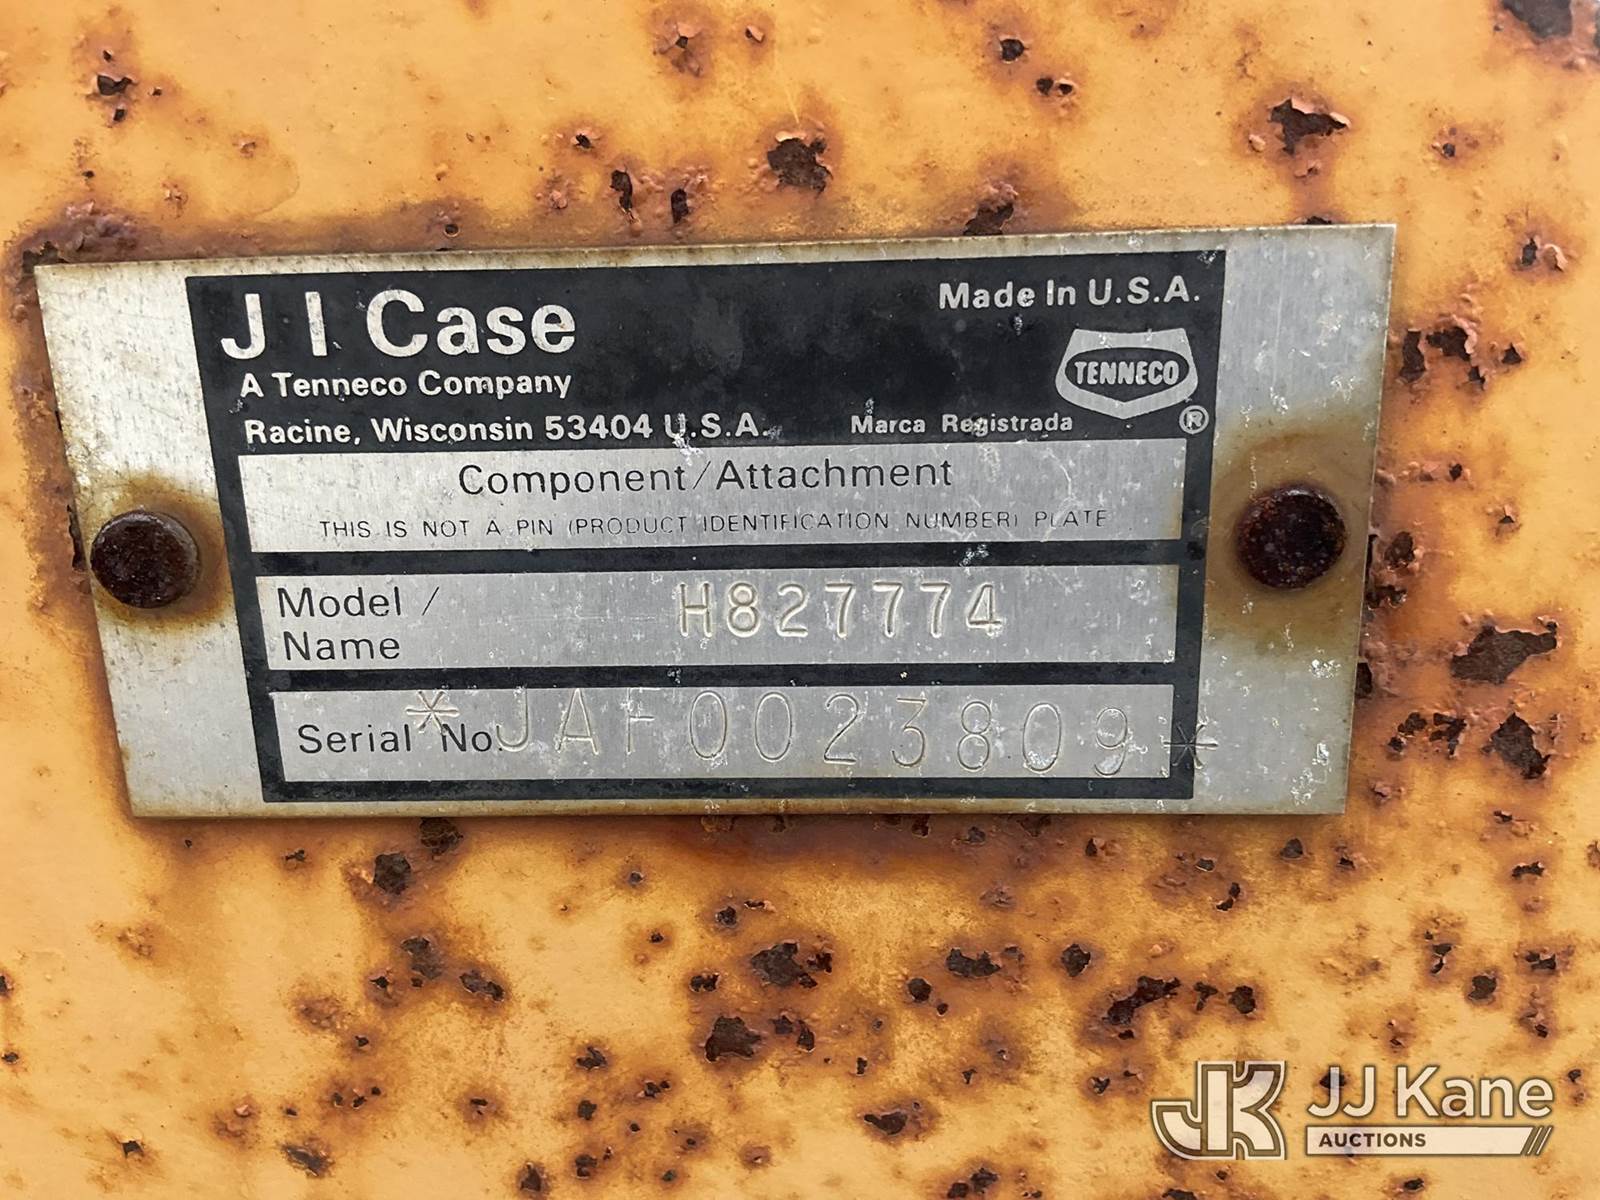 J I Case
Made In U.S.A.
A Tenneco Company
TENNECO
Racine, Wisconsin 53404 U.S.A.
Marca Registrada ®
Component/Attachment
THIS IS NOT A PIN (PRODUCT IDENTIFICATION NUMBER) PLATE
Model / Name H827774
Serial No. *JAF0023809*
JK JJ Kane
AUCTIONS